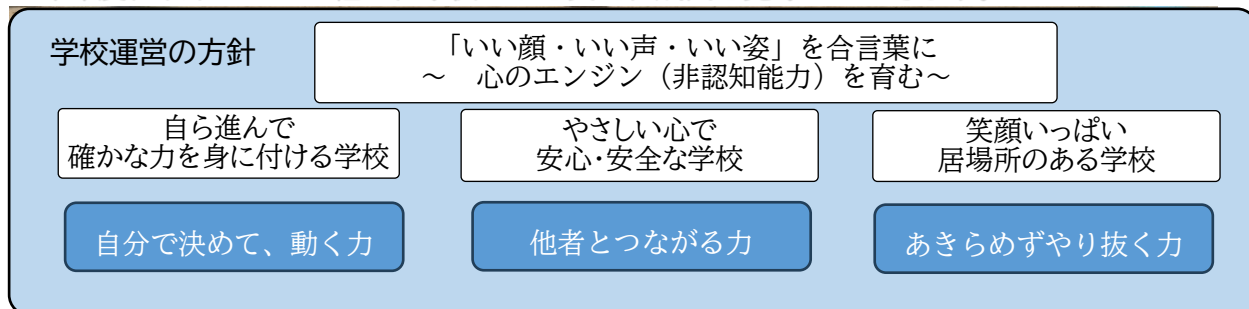 学校運営の方針
「いい顔・いい声・いい姿」を合言葉に
～　心のエンジン（非認知能力）を育む～
自ら進んで
確かな力を身に付ける学校
やさしい心で
安心・安全な学校
笑顔いっぱい
居場所のある学校
自分で決めて、動く力
他者とつながる力
あきらめずやり抜く力